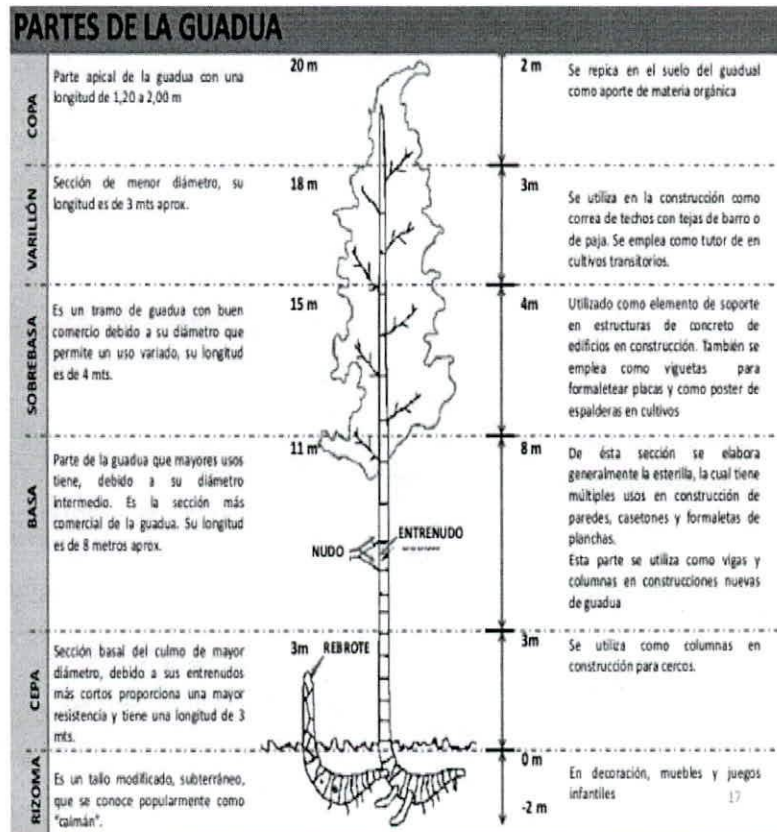 PARTES DE LA GUADUA
COPA
Parte apical de la guadua con una
longitud de 1,20 a 2,00 m
20 m
2 m
Se repica en el suelo del guadual
como aporte de materia orgánica
VARILLÓN
Sección de menor diámetro, su
longitud es de 3 mts aprox.
18 m
3m
Se utiliza en la construcción como
correa de techos con tejas de barro o
de paja. Se emplea como tutor de en
cultivos transitorios.
SOBREBASA
Es un tramo de guadua con buen
comercio debido a su diámetro que
permite un uso variado, su longitud
es de 4 mts.
15 m
4m
Utilizado como elemento de soporte
en estructuras de concreto de
edificios en construcción. También se
emplea como viguetas para
formaletear placas y como poster de
espalderas en cultivos
BASA
Parte de la guadua que mayores usos
tiene, debido a su diámetro
intermedio. Es la sección más
comercial de la guadua. Su longitud
es de 8 metros aprox.
11 m
NUDO
ENTRENUDO
8 m
De ésta sección se elabora
generalmente la esterilla, la cual tiene
múltiples usos en construcción de
paredes, casetones y formaletas de
planchas.
Esta parte se utiliza como vigas y
columnas en construcciones nuevas
de guadua
CEPA
Sección basal del culmo de mayor
diámetro, debido a sus entrenudos
más cortos proporciona una mayor
resistencia y tiene una longitud de 3
mts.
3m
REBROTE
3m
Se utiliza como columnas en
construcción para cercos.
RIZOMA
Es un tallo modificado, subterráneo,
que se conoce popularmente como
"caimán".
0 m
-2 m
En decoración, muebles y juegos
infantiles
17